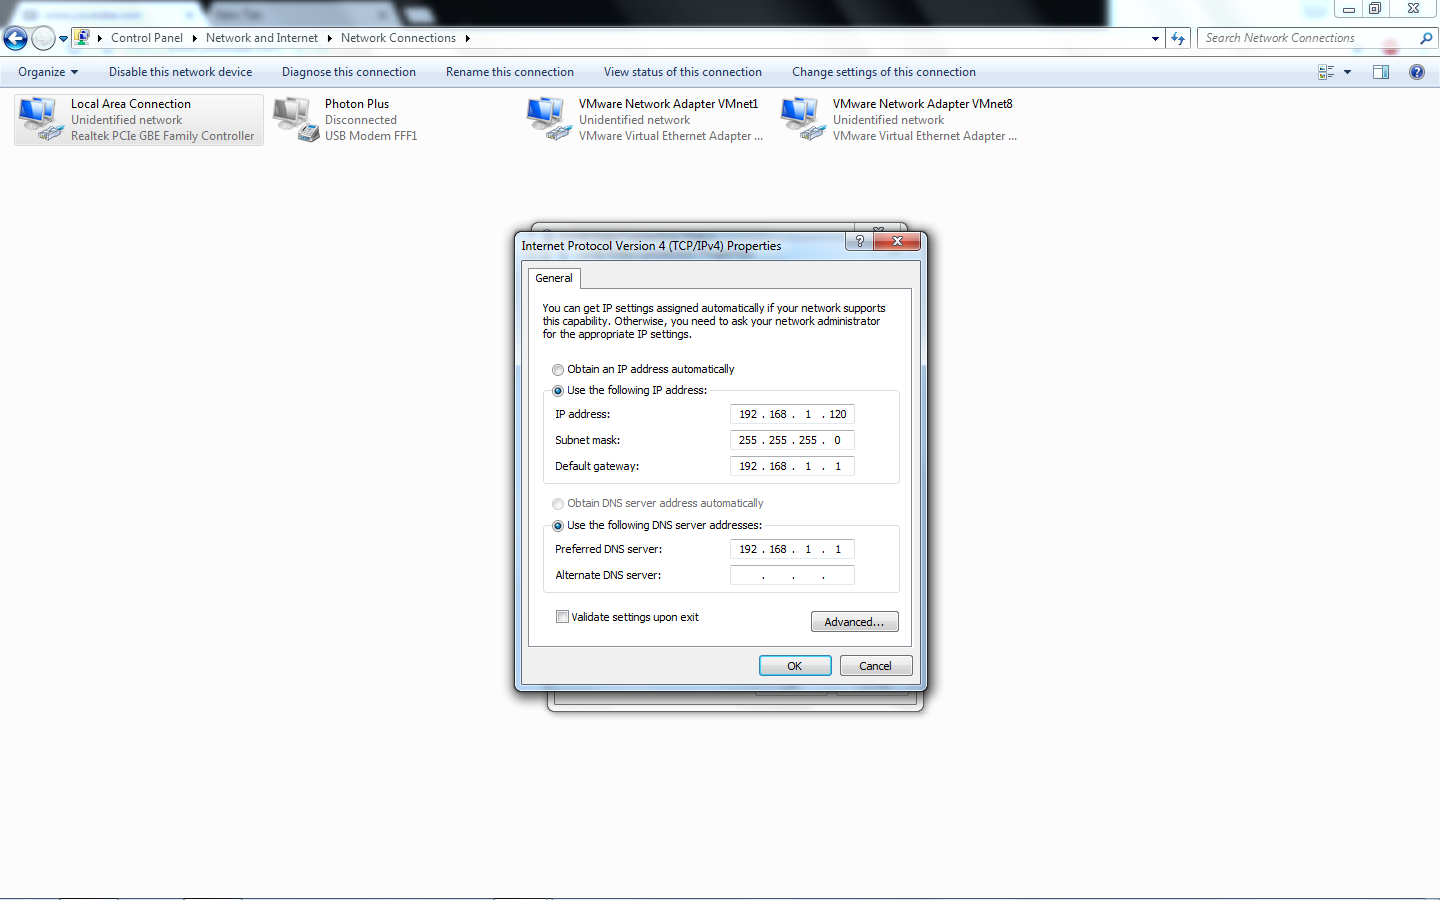 New Tab
Control Panel
Network and Internet
Network Connections
Search Network Connections
Organize
Disable this network device
Diagnose this connection
Rename this connection
View status of this connection
Change settings of this connection
Local Area Connection
Unidentified network
Realtek PCIe GBE Family Controller
Photon Plus
Disconnected
USB Modem FFF1
VMware Network Adapter VMnet1
Unidentified network
VMware Virtual Ethernet Adapter ...
VMware Network Adapter VMnet8
Unidentified network
VMware Virtual Ethernet Adapter ...
Internet Protocol Version 4 (TCP/IPv4) Properties
General
You can get IP settings assigned automatically if your network supports
this capability. Otherwise, you need to ask your network administrator
for the appropriate IP settings.
Obtain an IP address automatically
Use the following IP address:
IP address: 192 . 168 . 1 . 120
Subnet mask: 255 . 255 . 255 . 0
Default gateway: 192 . 168 . 1 . 1
Obtain DNS server address automatically
Use the following DNS server addresses:
Preferred DNS server: 192 . 168 . 1 . 1
Alternate DNS server: . . .
Validate settings upon exit
Advanced...
OK
Cancel